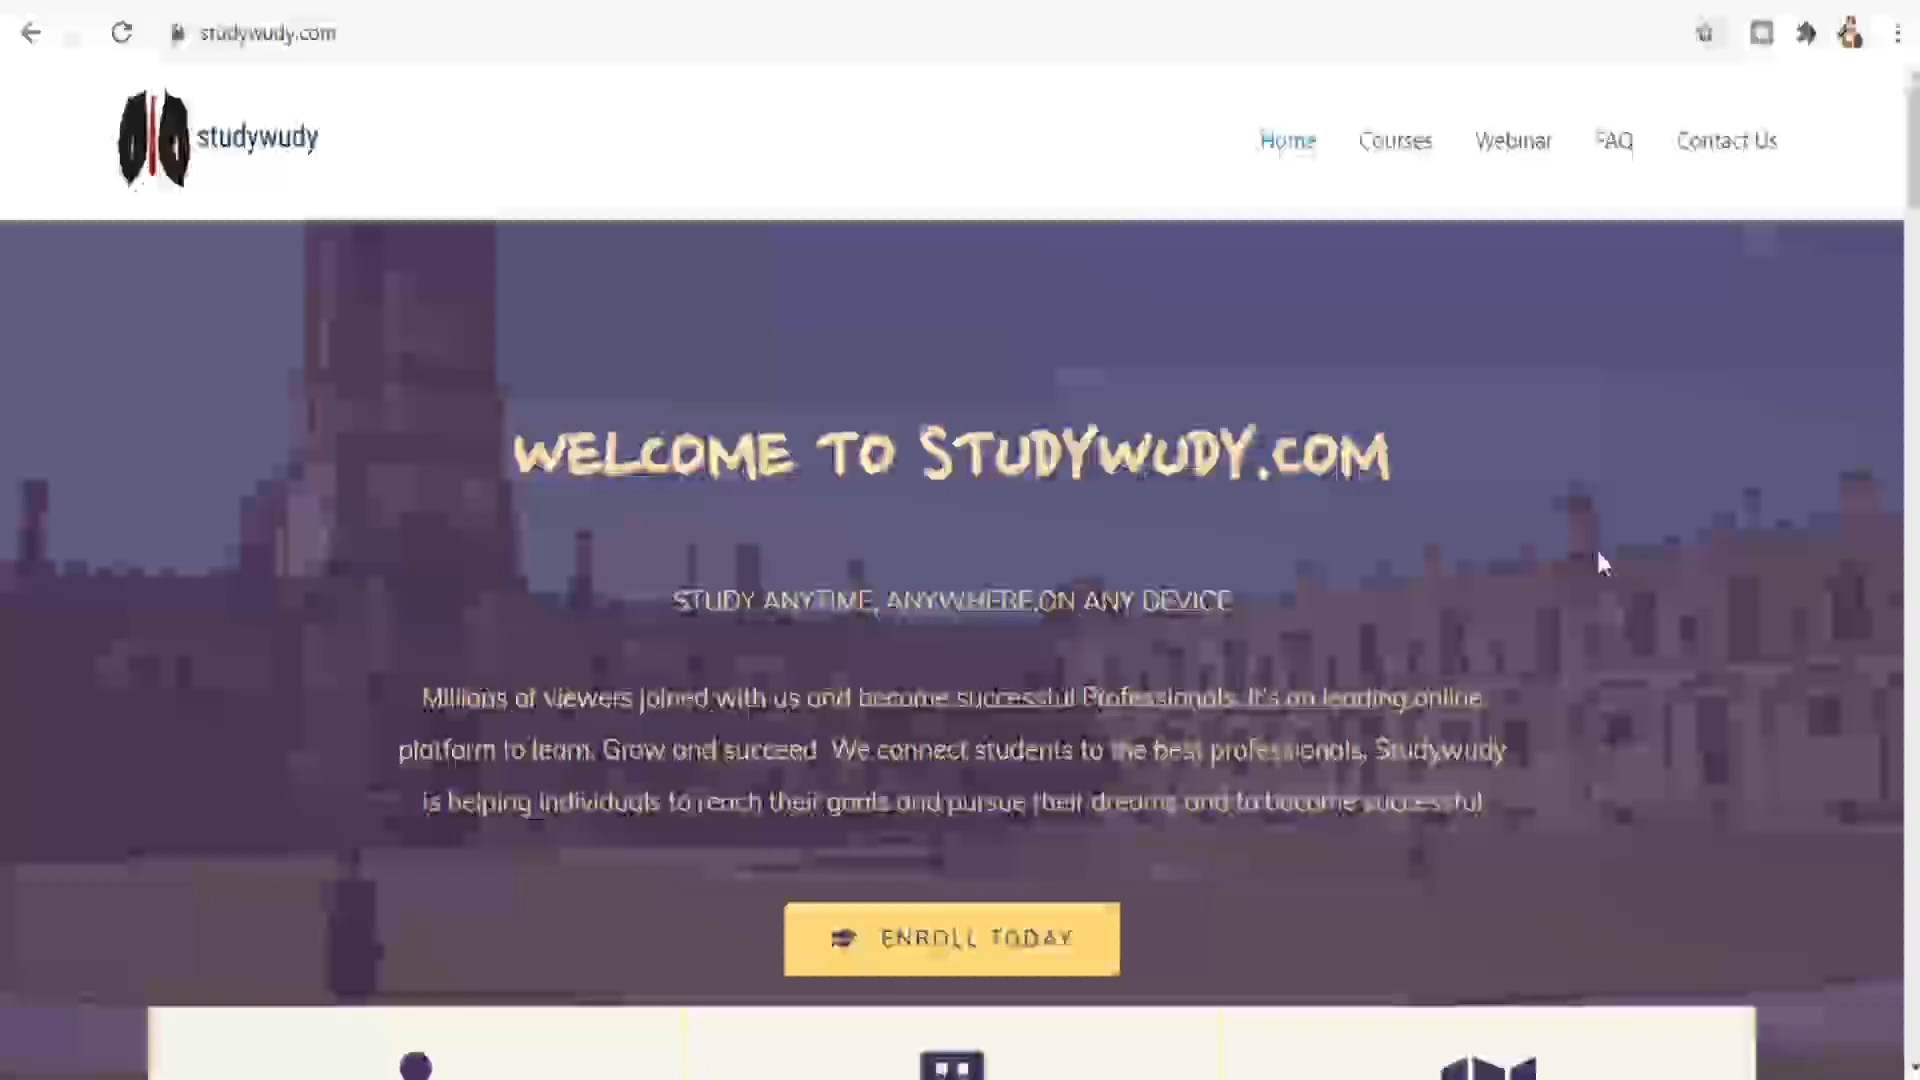 studywudy.com
studywudy
Home Courses Webinar FAQ Contact Us
WELCOME TO STUDYWUDY.COM
STUDY ANYTIME, ANYWHERE,ON ANY DEVICE
Millions of viewers joined with us and become successful Professionals. It's an leading online
platform to learn. Grow and succeed. We connect students to the best professionals. Studywudy
is helping individuals to reach their goals and pursue their dreams and to become successful
ENROLL TODAY